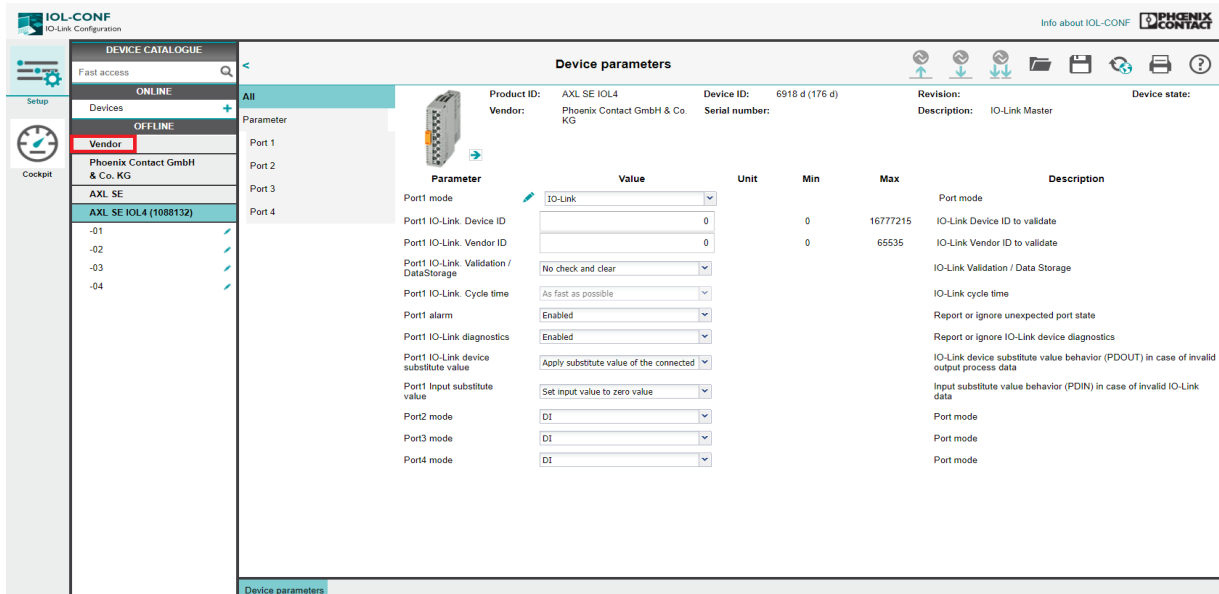 IOL-CONF
IO-Link Configuration
Info about IOL-CONF
PHŒNIX
CONTACT
Setup
Cockpit
DEVICE CATALOGUE
Fast access
ONLINE
Devices
OFFLINE
Vendor
Phoenix Contact GmbH
& Co. KG
AXL SE
AXL SE IOL4 (1088132)
-01
-02
-03
-04
<
Device parameters
?
All
Parameter
Port 1
Port 2
Port 3
Port 4
Product ID: AXL SE IOL4 Device ID: 6918 d (176 d) Revision: Device state:
Vendor: Phoenix Contact GmbH & Co. Serial number: Description: IO-Link Master
KG
Parameter Value Unit Min Max Description
Port1 mode IO-Link Port mode
Port1 IO-Link. Device ID 0 0 16777215 IO-Link Device ID to validate
Port1 IO-Link. Vendor ID 0 0 65535 IO-Link Vendor ID to validate
Port1 IO-Link. Validation /
DataStorage No check and clear IO-Link Validation / Data Storage
Port1 IO-Link. Cycle time As fast as possible IO-Link cycle time
Port1 alarm Enabled Report or ignore unexpected port state
Port1 IO-Link diagnostics Enabled Report or ignore IO-Link device diagnostics
Port1 IO-Link device
substitute value Apply substitute value of the connected IO-Link device substitute value behavior (PDOUT) in case of invalid
output process data
Port1 Input substitute
value Set input value to zero value Input substitute value behavior (PDIN) in case of invalid IO-Link
data
Port2 mode DI Port mode
Port3 mode DI Port mode
Port4 mode DI Port mode
Device parameters